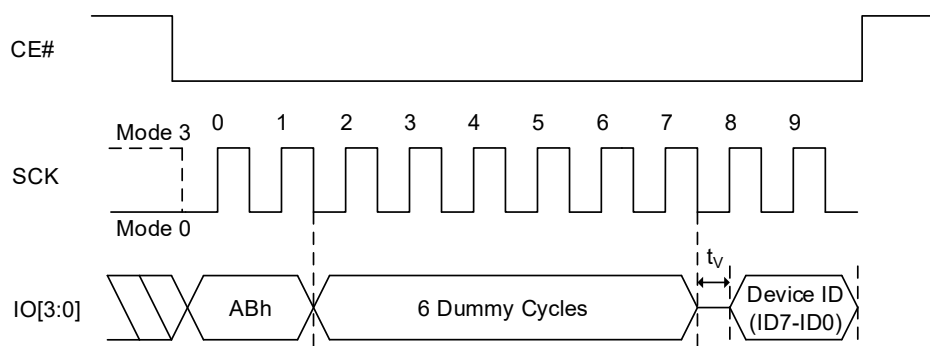 CE#
Mode 3 0 1 2 3 4 5 6 7 8 9
SCK
Mode 0
tV
IO[3:0] ABh 6 Dummy Cycles Device ID
(ID7-ID0)